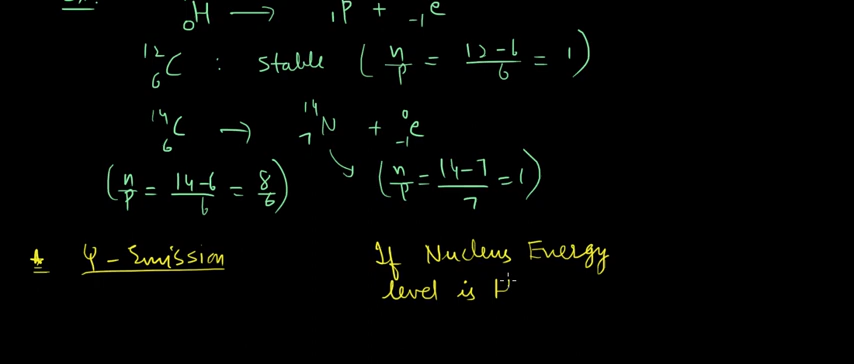 ₀H ⟶ ₁P + ₋₁e
¹²₆C : Stable ( n/p = (12-6)/6 = 1 )
¹⁴₆C ⟶ ¹⁴₇N + ⁰₋₁e
( n/p = (14-6)/6 = 8/6 ) ( n/p = (14-7)/7 = 1 )
* γ - Emission If Nucleus Energy
level is